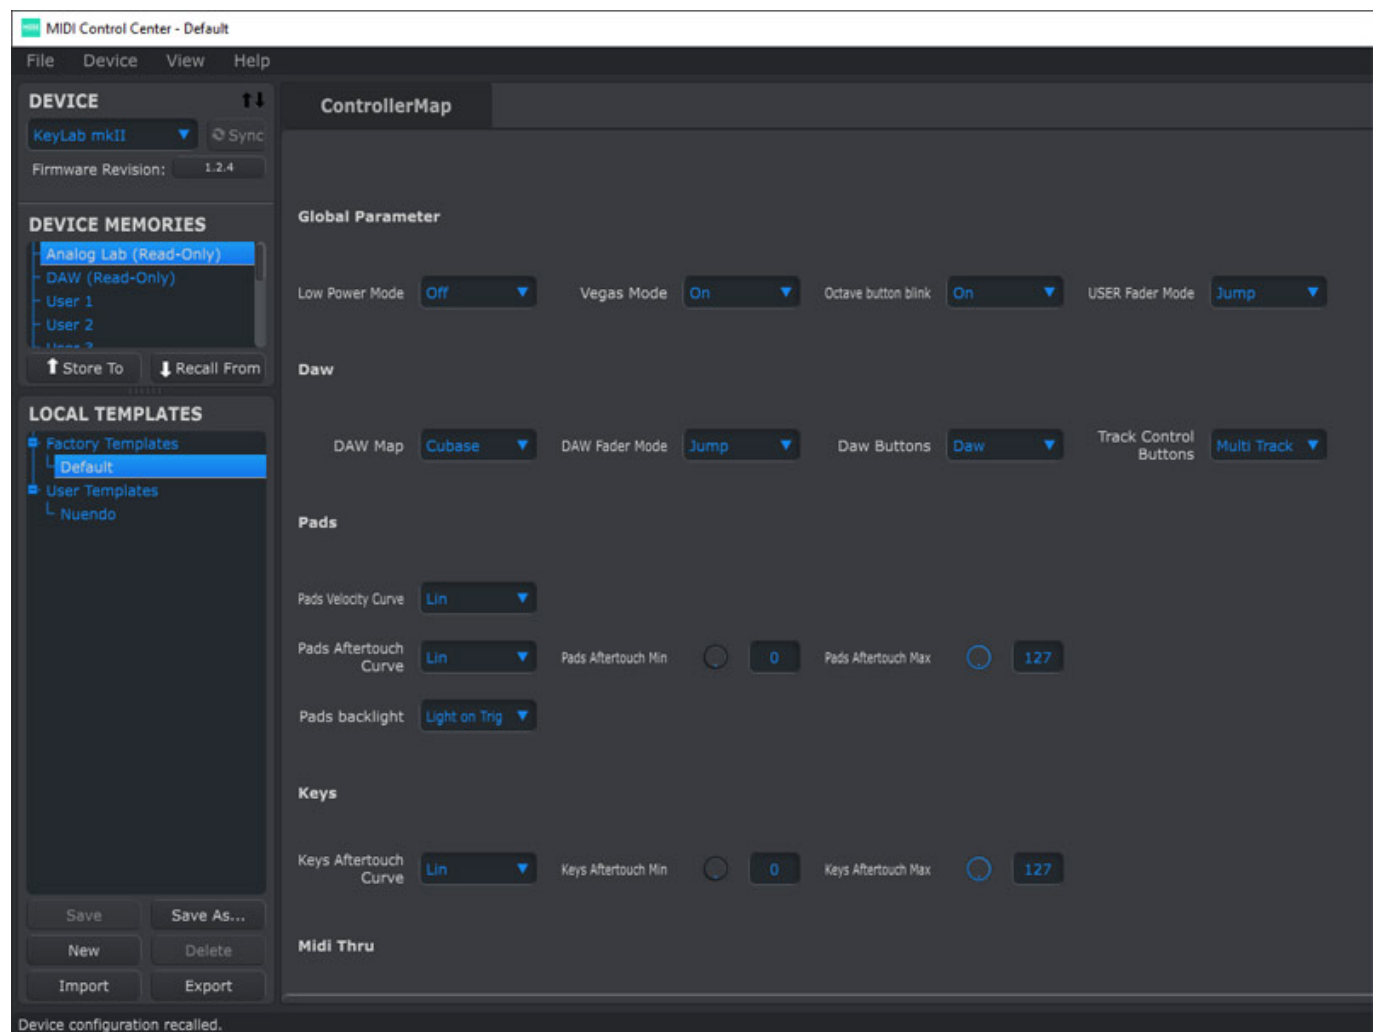 MIDI Control Center - Default
File Device View Help
DEVICE
KeyLab mkII Sync
Firmware Revision: 1.2.4
DEVICE MEMORIES
Analog Lab (Read-Only)
DAW (Read-Only)
User 1
User 2
User 3
Store To Recall From
LOCAL TEMPLATES
Factory Templates
Default
User Templates
Nuendo
Save Save As...
New Delete
Import Export
Device configuration recalled.
ControllerMap
Global Parameter
Low Power Mode Off Vegas Mode On Octave button blink On USER Fader Mode Jump
Daw
DAW Map Cubase DAW Fader Mode Jump Daw Buttons Daw Track Control Buttons Multi Track
Pads
Pads Velocity Curve Lin
Pads Aftertouch Curve Lin Pads Aftertouch Min 0 Pads Aftertouch Max 127
Pads backlight Light on Trig
Keys
Keys Aftertouch Curve Lin Keys Aftertouch Min 0 Keys Aftertouch Max 127
Midi Thru